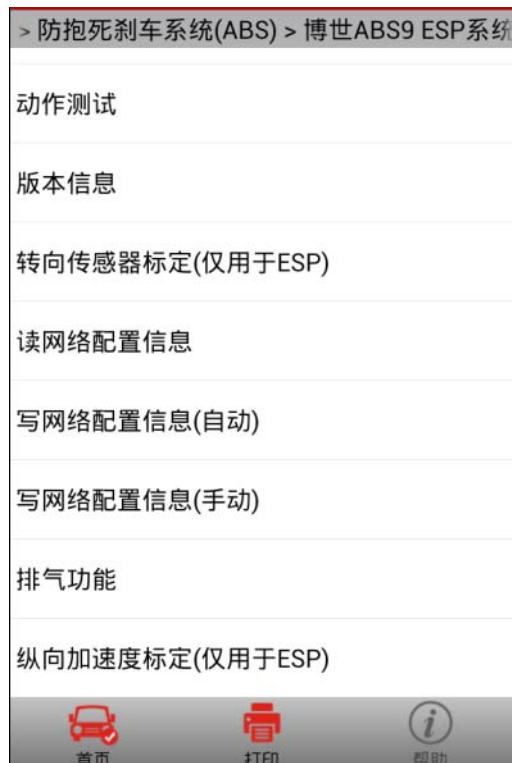 > 防抱死刹车系统(ABS) > 博世ABS9 ESP系统
动作测试
版本信息
转向传感器标定(仅用于ESP)
读网络配置信息
写网络配置信息(自动)
写网络配置信息(手动)
排气功能
纵向加速度标定(仅用于ESP)
首页 打印 帮助